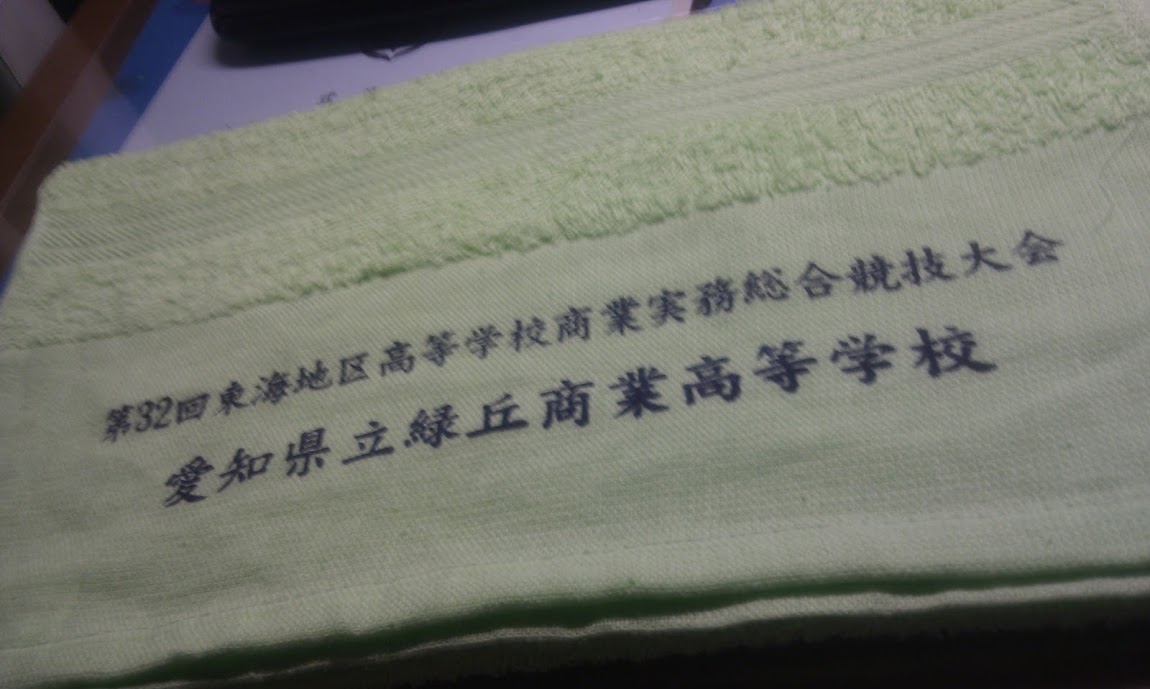 第32回東海地区高等学校商業実務総合競技大会
愛知県立緑丘商業高等学校